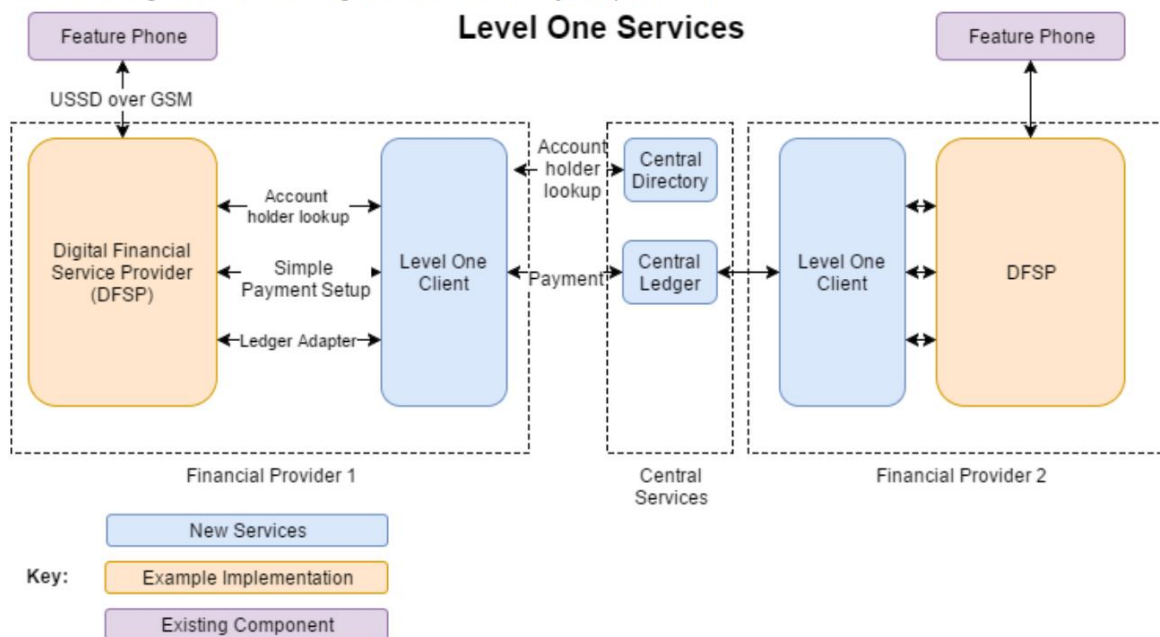 Level One Services
Feature Phone
Feature Phone
USSD over GSM
Digital Financial
Service Provider
(DFSP)
Account
holder lookup
Simple
Payment Setup
Ledger Adapter
Level One
Client
Account
holder
lookup
Payment
Central
Directory
Central
Ledger
Level One
Client
DFSP
Financial Provider 1
Central
Services
Financial Provider 2
Key:
New Services
Example Implementation
Existing Component